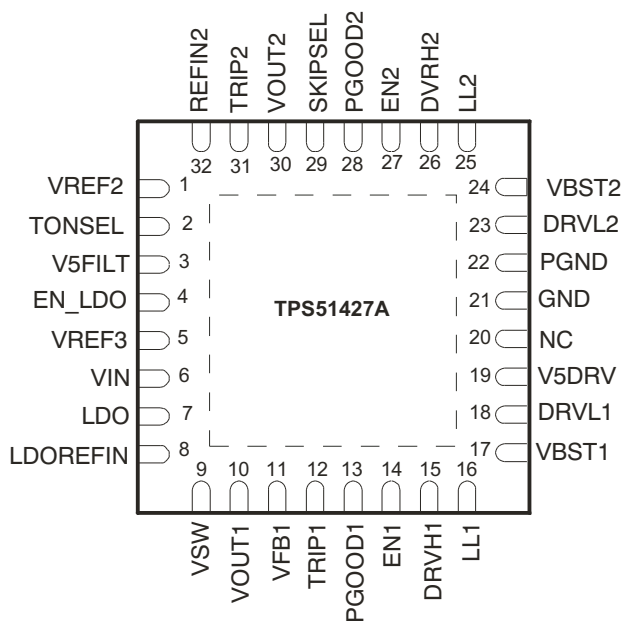 REFIN2
TRIP2
VOUT2
SKIPSEL
PGOOD2
EN2
DVRH2
LL2
32
31
30
29
28
27
26
25
VREF2 1
TONSEL 2
V5FILT 3
EN_LDO 4
VREF3 5
VIN 6
LDO 7
LDOREFIN 8
TPS51427A
24 VBST2
23 DRVL2
22 PGND
21 GND
20 NC
19 V5DRV
18 DRVL1
17 VBST1
9
10
11
12
13
14
15
16
VSW
VOUT1
VFB1
TRIP1
PGOOD1
EN1
DRVH1
LL1